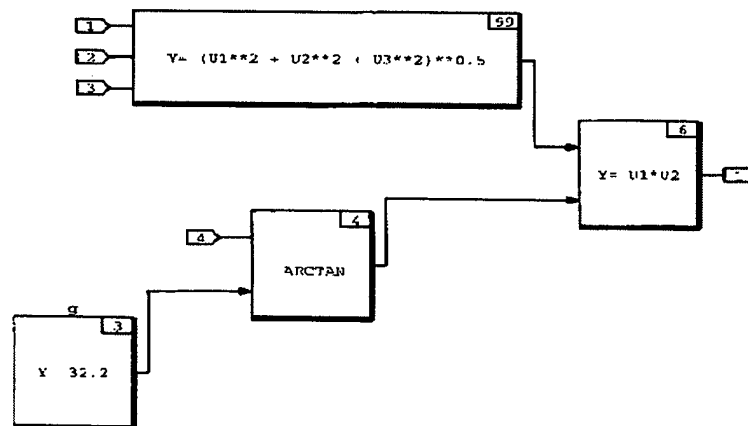 99
1
2
3
Y= (U1**2 + U2**2 + U3**2)**0.5
6
Y= U1*U2
4
4
ARCTAN
g
3
Y 32.2